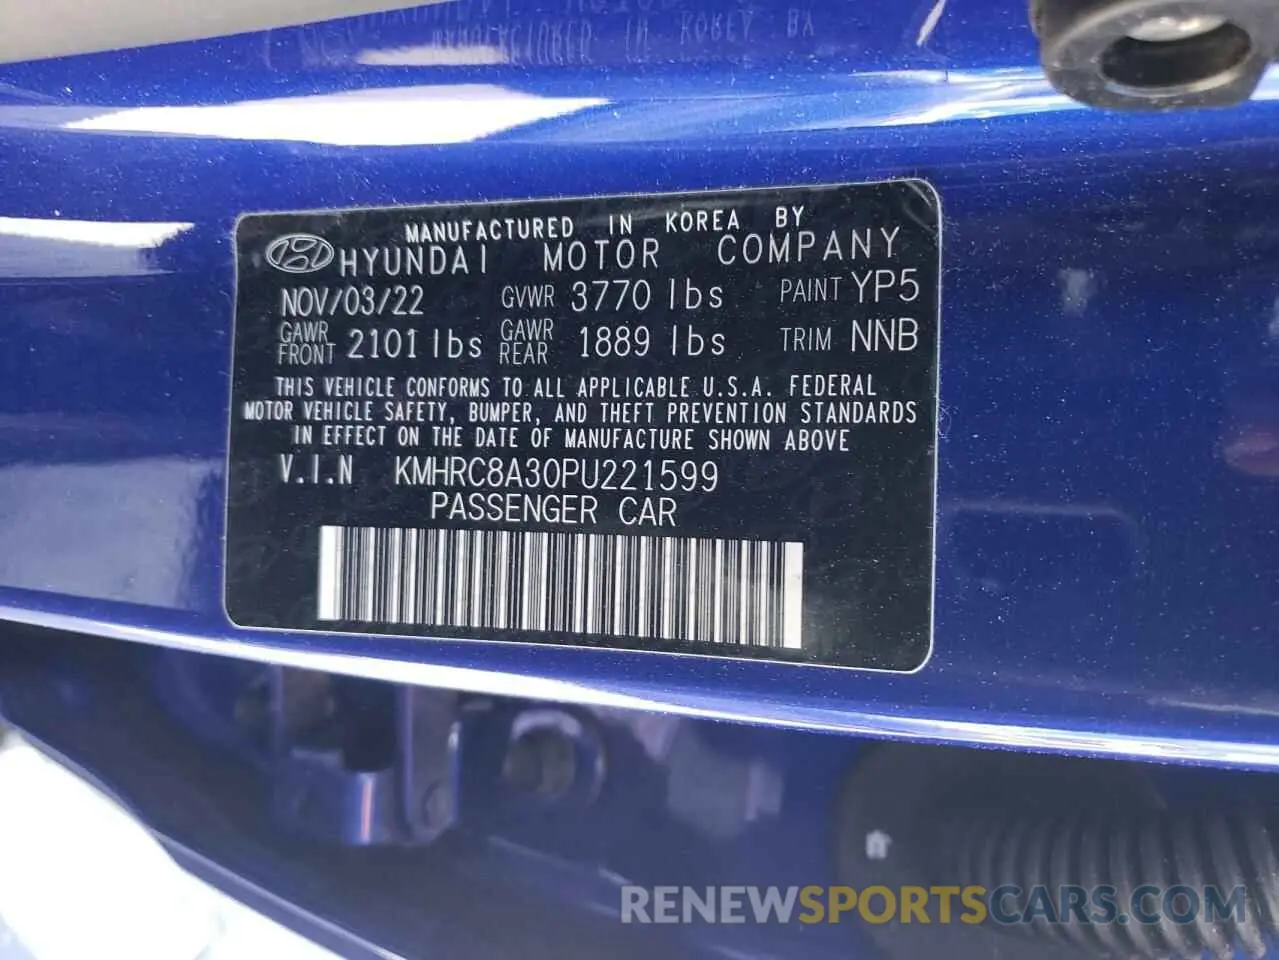 MANUFACTURED IN KOREA BY
HYUNDAI MOTOR COMPANY
NOV/03/22 GVWR 3770 lbs PAINT YP5
GAWR FRONT 2101 lbs GAWR REAR 1889 lbs TRIM NNB
THIS VEHICLE CONFORMS TO ALL APPLICABLE U.S.A. FEDERAL
MOTOR VEHICLE SAFETY, BUMPER, AND THEFT PREVENTION STANDARDS
IN EFFECT ON THE DATE OF MANUFACTURE SHOWN ABOVE
V.I.N KMHRC8A30PU221599
PASSENGER CAR
RENEWSPORTSCARS.COM